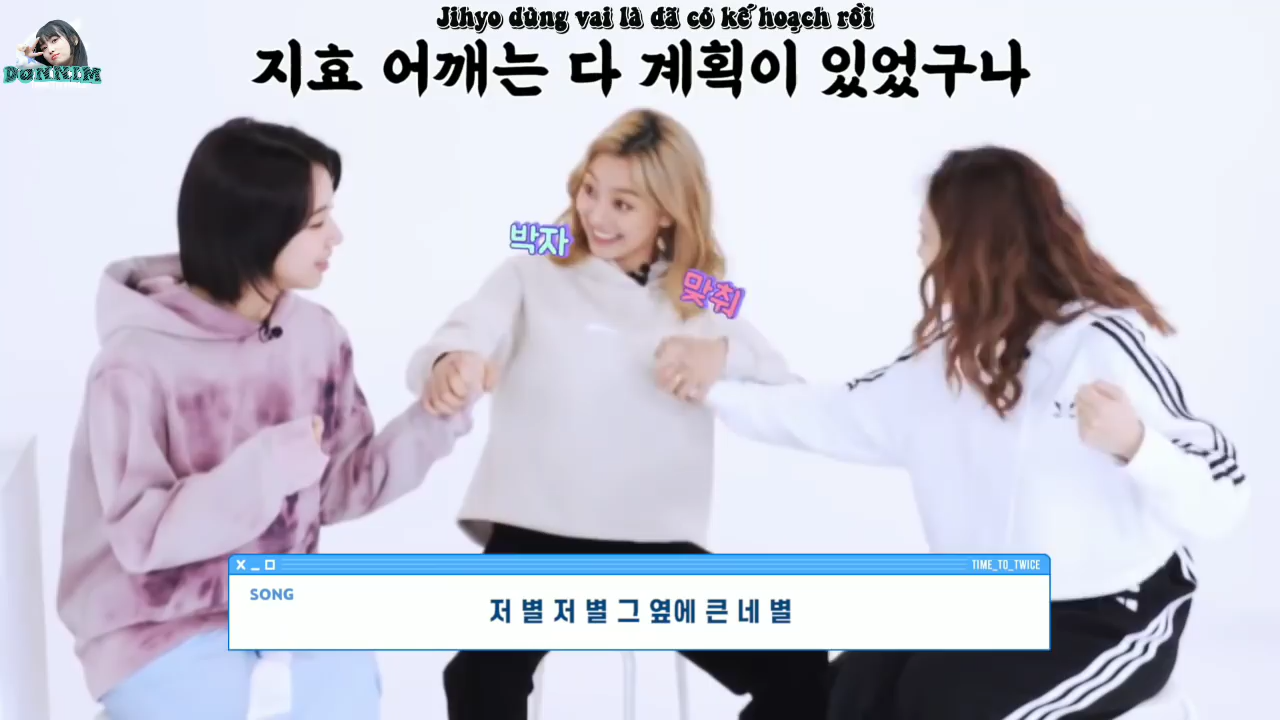 Jihyo dùng vai là đã có kế hoạch rồi
DONNIM
지효 어깨는 다 계획이 있었구나
박자
맞춰
X _ □
TIME_TO_TWICE
SONG
저 별 저 별 그 옆에 큰 네 별